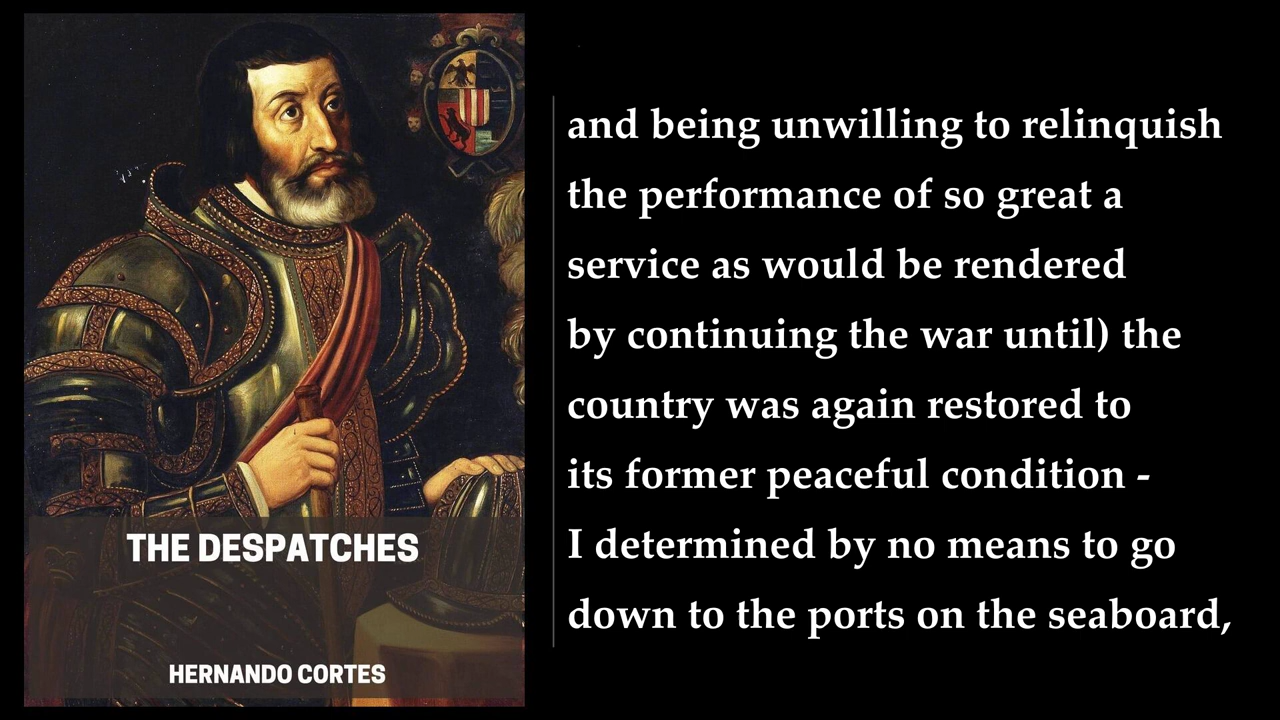 THE DESPATCHES
HERNANDO CORTES
and being unwilling to relinquish
the performance of so great a
service as would be rendered
by continuing the war until) the
country was again restored to
its former peaceful condition -
I determined by no means to go
down to the ports on the seaboard,